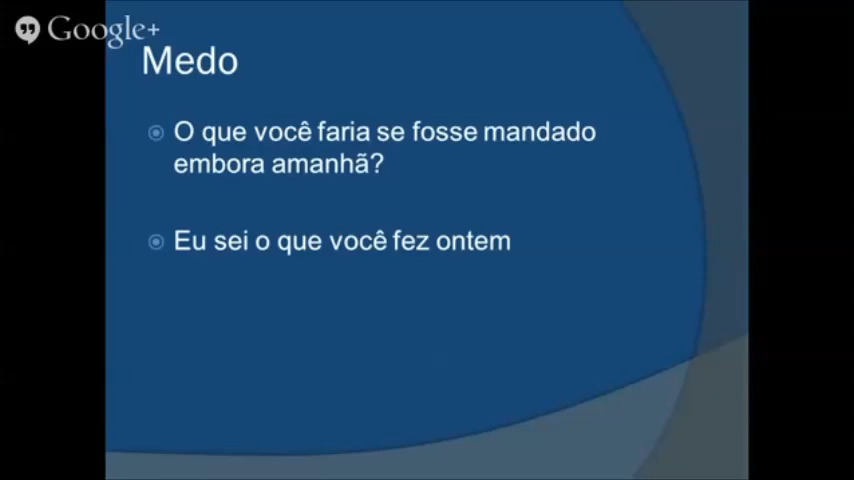 Google+
Medo
O que você faria se fosse mandado
embora amanhã?
Eu sei o que você fez ontem